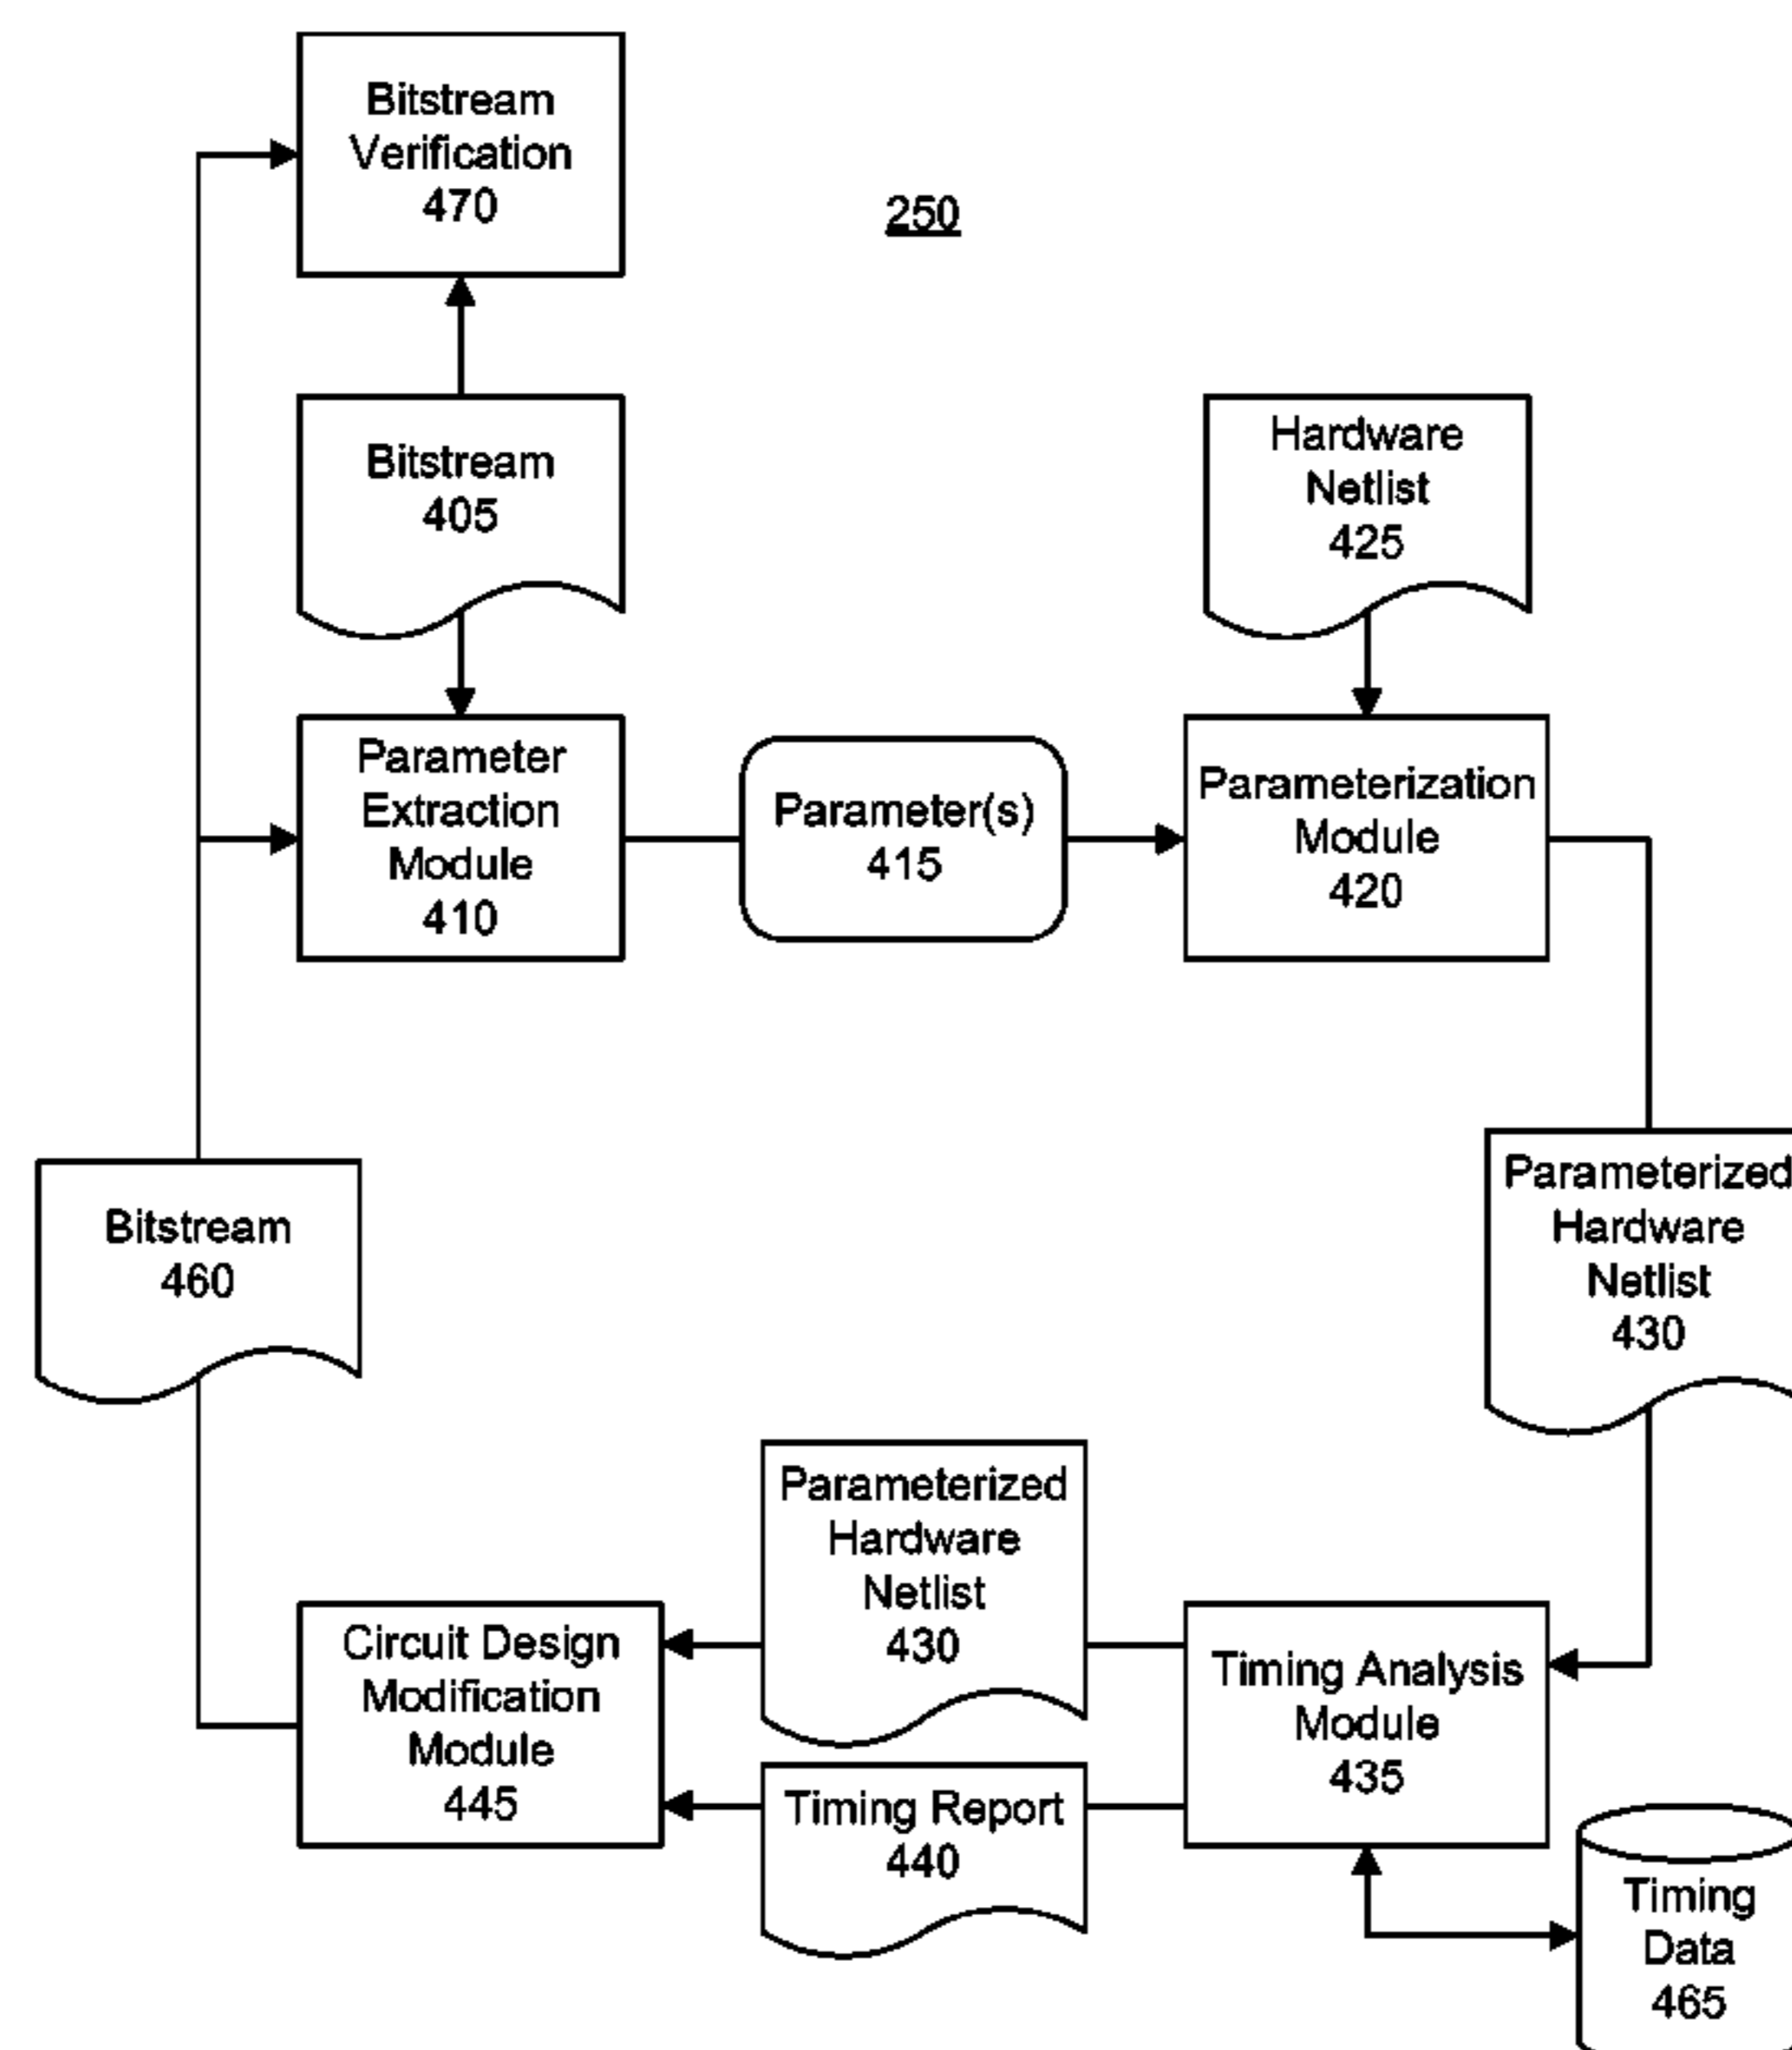 Bitstream
Verification
470
250
Bitstream
405
Hardware
Netlist
425
Parameter
Extraction
Module
410
Parameter(s)
415
Parameterization
Module
420
Bitstream
460
Parameterized
Hardware
Netlist
430
Parameterized
Hardware
Netlist
430
Circuit Design
Modification
Module
445
Timing Analysis
Module
435
Timing Report
440
Timing
Data
465